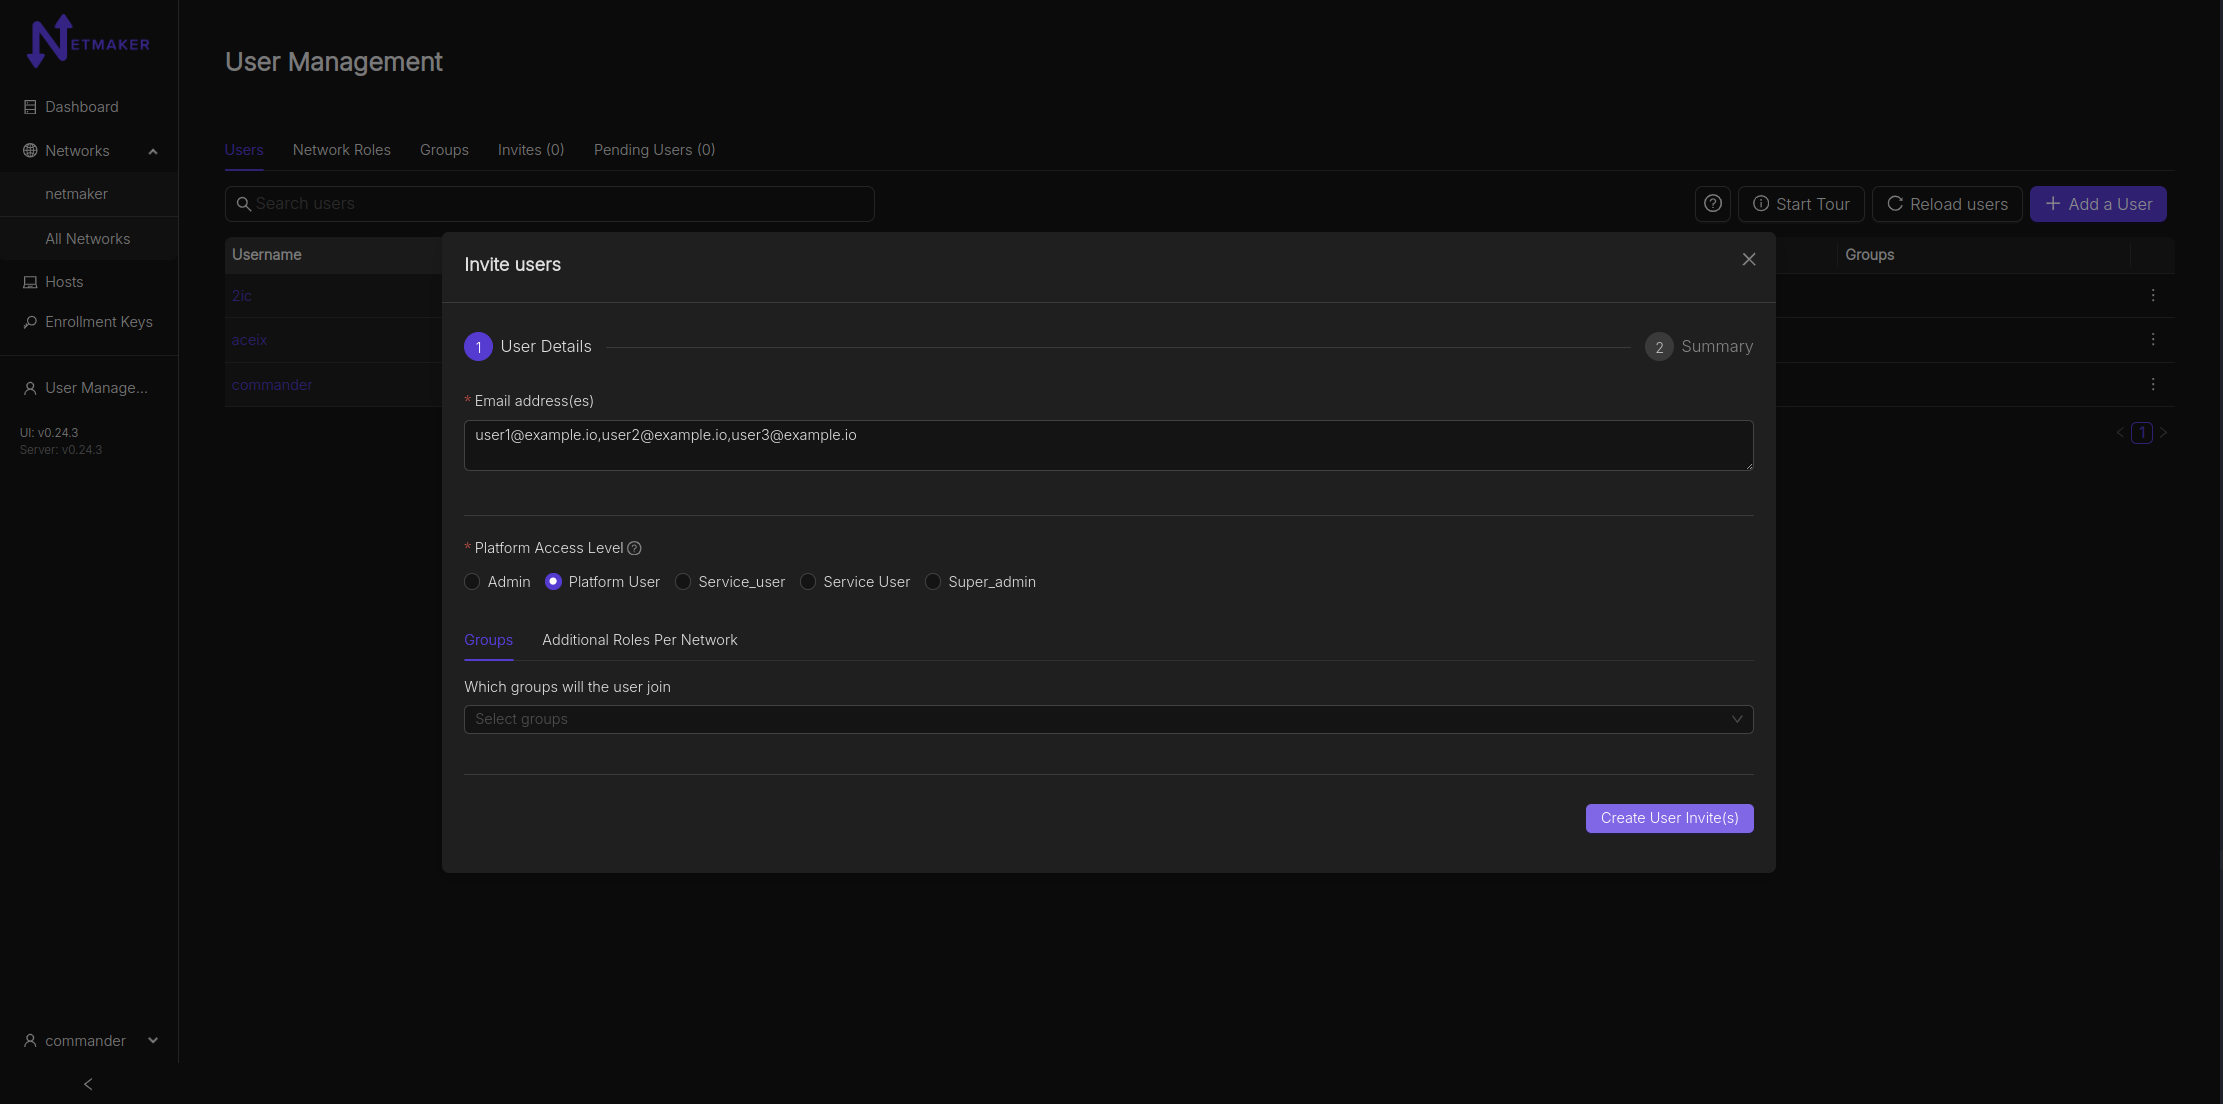 NETMAKER
Dashboard
Networks
netmaker
All Networks
Hosts
Enrollment Keys
User Manage...
UI: v0.24.3
Server: v0.24.3
commander
User Management
Users Network Roles Groups Invites (0) Pending Users (0)
Search users
Start Tour Reload users Add a User
Username Groups
2ic
aceix
commander
1
Invite users
1 User Details 2 Summary
* Email address(es)
user1@example.io,user2@example.io,user3@example.io
* Platform Access Level
Admin Platform User Service_user Service User Super_admin
Groups Additional Roles Per Network
Which groups will the user join
Select groups
Create User Invite(s)